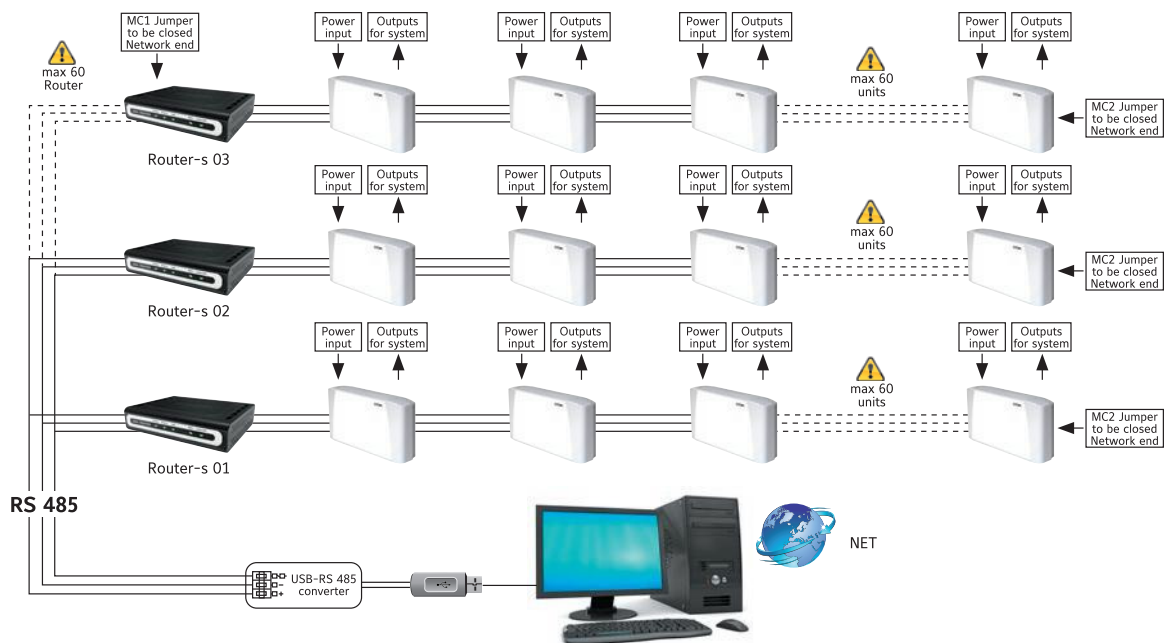 MC1 Jumper
to be closed
Network end
max 60
Router
Power
input
Outputs
for system
Power
input
Outputs
for system
Power
input
Outputs
for system
max 60
units
Power
input
Outputs
for system
MC2 Jumper
to be closed
Network end
Router-s 03
Power
input
Outputs
for system
Power
input
Outputs
for system
Power
input
Outputs
for system
max 60
units
Power
input
Outputs
for system
MC2 Jumper
to be closed
Network end
Router-s 02
Power
input
Outputs
for system
Power
input
Outputs
for system
Power
input
Outputs
for system
max 60
units
Power
input
Outputs
for system
MC2 Jumper
to be closed
Network end
Router-s 01
RS 485
NET
USB-RS 485
converter
-
+